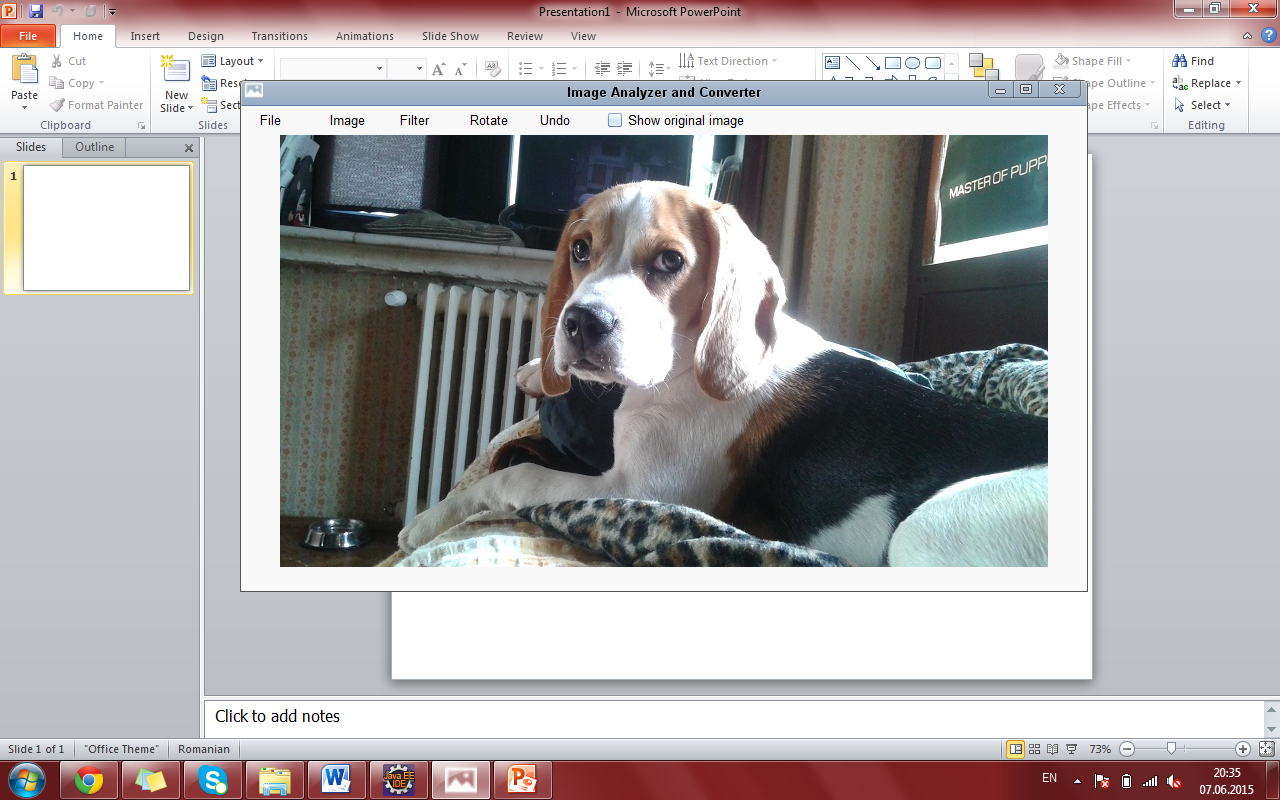 Presentation1 - Microsoft PowerPoint
File Home Insert Design Transitions Animations Slide Show Review View
Paste
Cut
Copy
Format Painter
Clipboard
New
Slide
Layout
Slides
Text Direction
Shape Fill
Shape Outline
Find
Replace
Select
Editing
Image Analyzer and Converter
File Image Filter Rotate Undo Show original image
MASTER OF
Slides Outline
1
Click to add notes
Slide 1 of 1 "Office Theme" Romanian 73%
Java EE
IDE
EN
20:35
07.06.2015